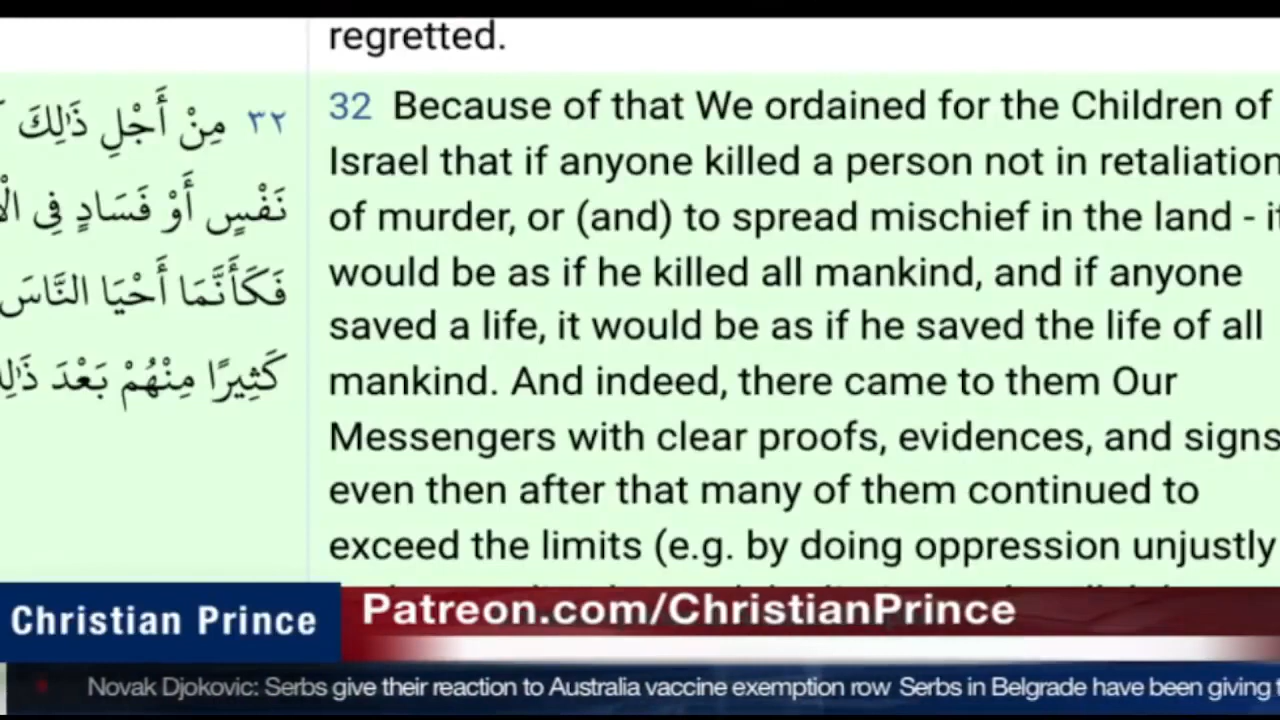 regretted.
٣٢ مِنْ أَجْلِ ذَٰلِكَ
نَفْسٍ أَوْ فَسَادٍ فِى
فَكَأَنَّمَا أَحْيَا النَّاسَ
كَثِيرًا مِنْهُمْ بَعْدَ
32 Because of that We ordained for the Children of
Israel that if anyone killed a person not in retaliation
of murder, or (and) to spread mischief in the land -
would be as if he killed all mankind, and if anyone
saved a life, it would be as if he saved the life of all
mankind. And indeed, there came to them Our
Messengers with clear proofs, evidences, and signs
even then after that many of them continued to
exceed the limits (e.g. by doing oppression unjustly
Christian Prince
Patreon.com/ChristianPrince
Novak Djokovic: Serbs give their reaction to Australia vaccine exemption row Serbs in Belgrade have been giving